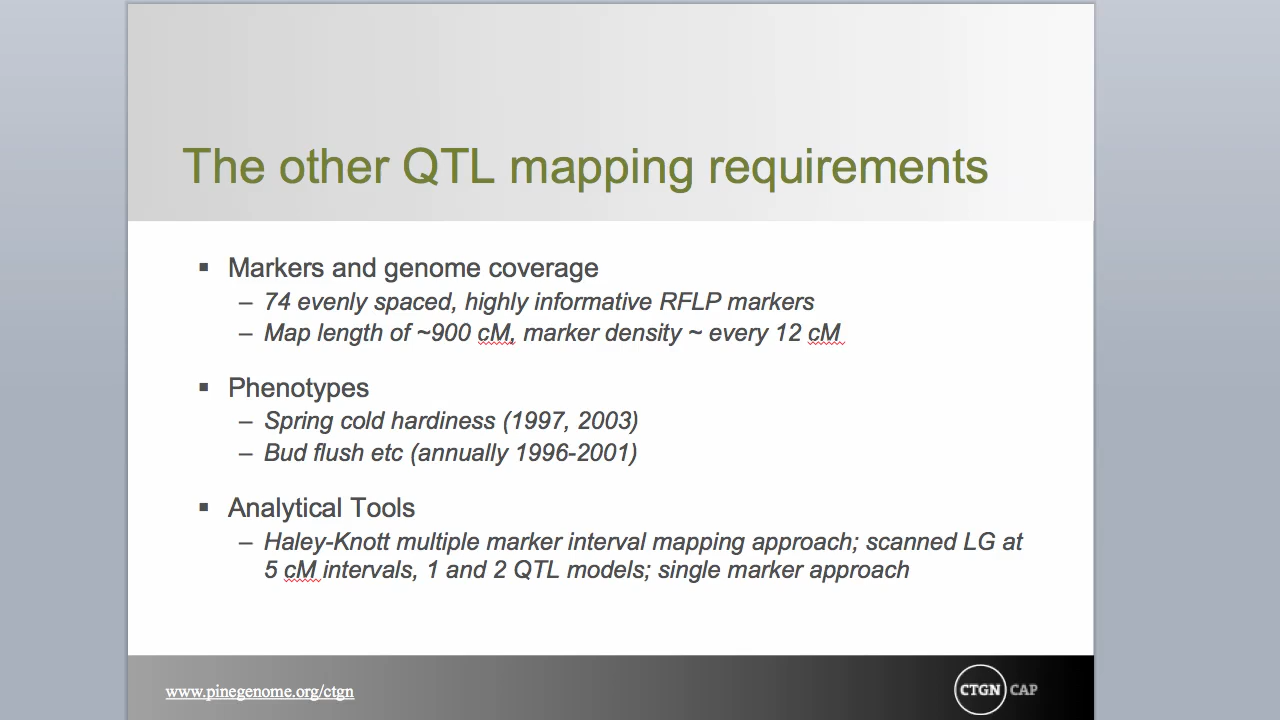 The other QTL mapping requirements
▪ Markers and genome coverage
– 74 evenly spaced, highly informative RFLP markers
– Map length of ~900 cM, marker density ~ every 12 cM
▪ Phenotypes
– Spring cold hardiness (1997, 2003)
– Bud flush etc (annually 1996-2001)
▪ Analytical Tools
– Haley-Knott multiple marker interval mapping approach; scanned LG at
5 cM intervals, 1 and 2 QTL models; single marker approach
www.pinegenome.org/ctgn
CTGN CAP